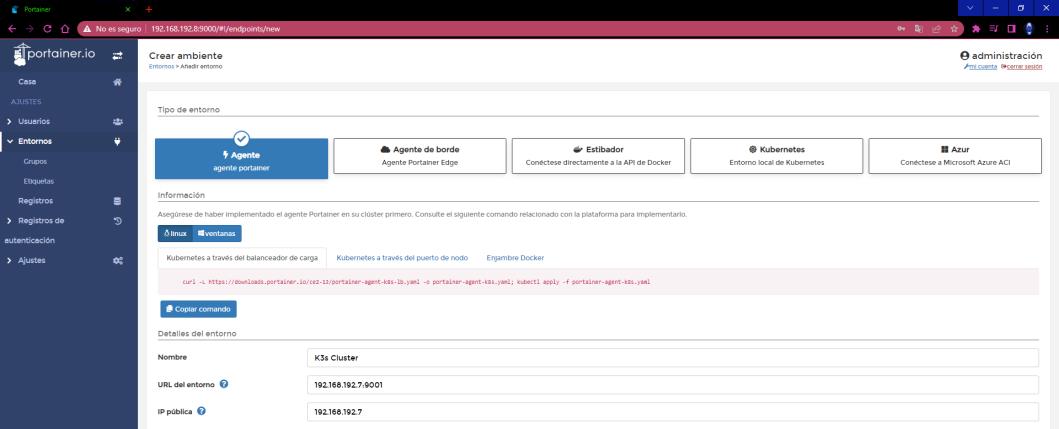 Portainer
No es seguro | 192.168.192.8:9000/#!/endpoints/new
portainer.io
Crear ambiente
Entornos > Añadir entorno
administración
mi cuenta cerrar sesión
Casa
AJUSTES
Usuarios
Entornos
Grupos
Etiquetas
Registros
Registros de
autenticación
Ajustes
Tipo de entorno
Agente
agente portainer
Agente de borde
Agente Portainer Edge
Estibador
Conéctese directamente a la API de Docker
Kubernetes
Entorno local de Kubernetes
Azur
Conéctese a Microsoft Azure ACI
Información
Asegúrese de haber implementado el agente Portainer en su clúster primero. Consulte el siguiente comando relacionado con la plataforma para implementarlo.
linux ventanas
Kubernetes a través del balanceador de carga Kubernetes a través del puerto de nodo Enjambre Docker
curl -L https://downloads.portainer.io/ce2-13/portainer-agent-k8s-lb.yaml -o portainer-agent-k8s.yaml; kubectl apply -f portainer-agent-k8s.yaml
Copiar comando
Detalles del entorno
Nombre K3s Cluster
URL del entorno 192.168.192.7:9001
IP pública 192.168.192.7